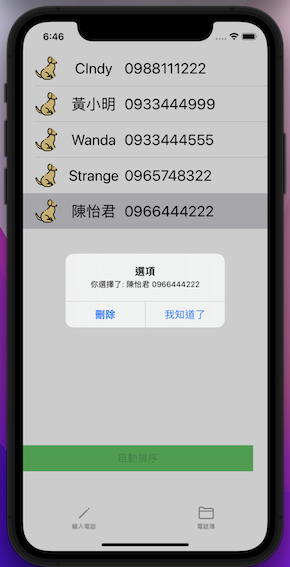 6:46
CIndy 0988111222
黃小明 0933444999
Wanda 0933444555
Strange 0965748322
陳怡君 0966444222
選項
你選擇了: 陳怡君 0966444222
刪除 我知道了
自動排序
輸入電話 電話簿